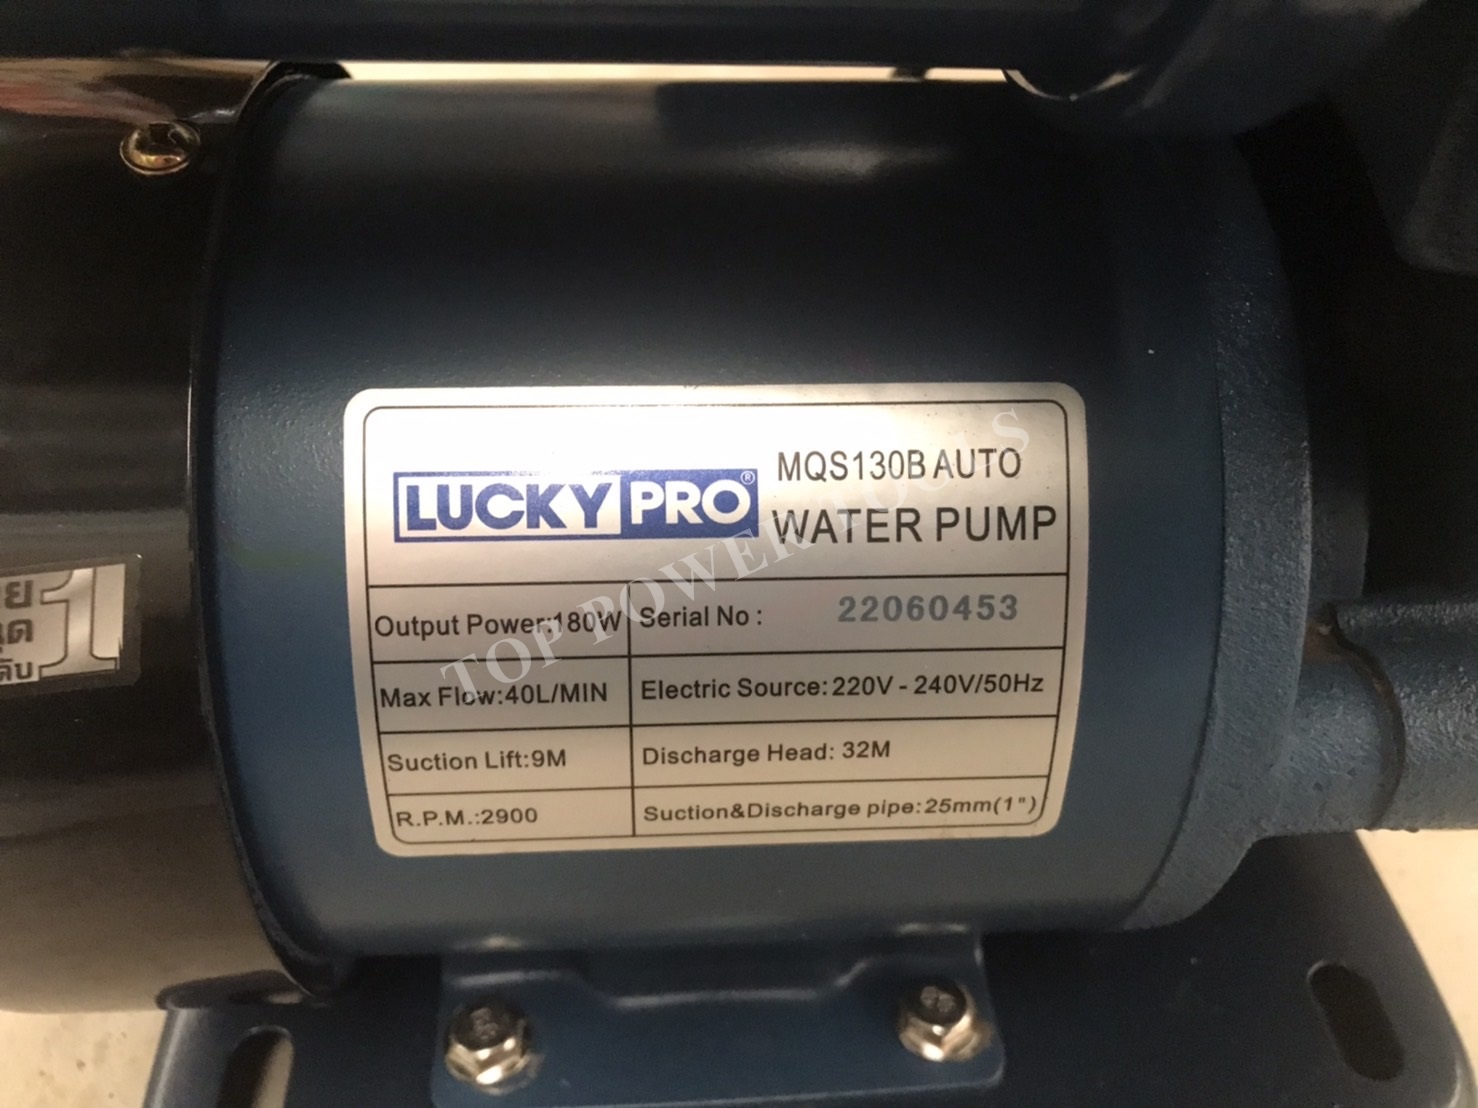 LUCKY PRO®
MQS130B AUTO
WATER PUMP
Output Power:180W
Serial No : 22060453
Max Flow:40L/MIN
Electric Source: 220V - 240V/50Hz
Suction Lift:9M
Discharge Head: 32M
R.P.M.:2900
Suction&Discharge pipe:25mm(1")
TOP POWER TOOLS
1